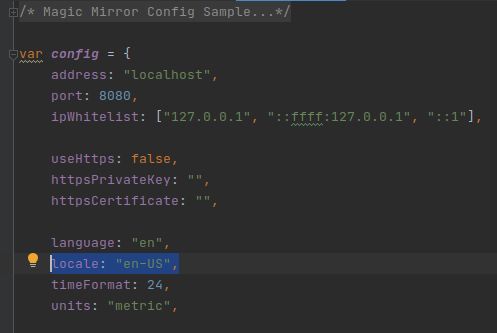 /* Magic Mirror Config Sample...*/
var config = {
address: "localhost",
port: 8080,
ipWhitelist: ["127.0.0.1", "::ffff:127.0.0.1", "::1"],
useHttps: false,
httpsPrivateKey: "",
httpsCertificate: "",
language: "en",
locale: "en-US",
timeFormat: 24,
units: "metric",